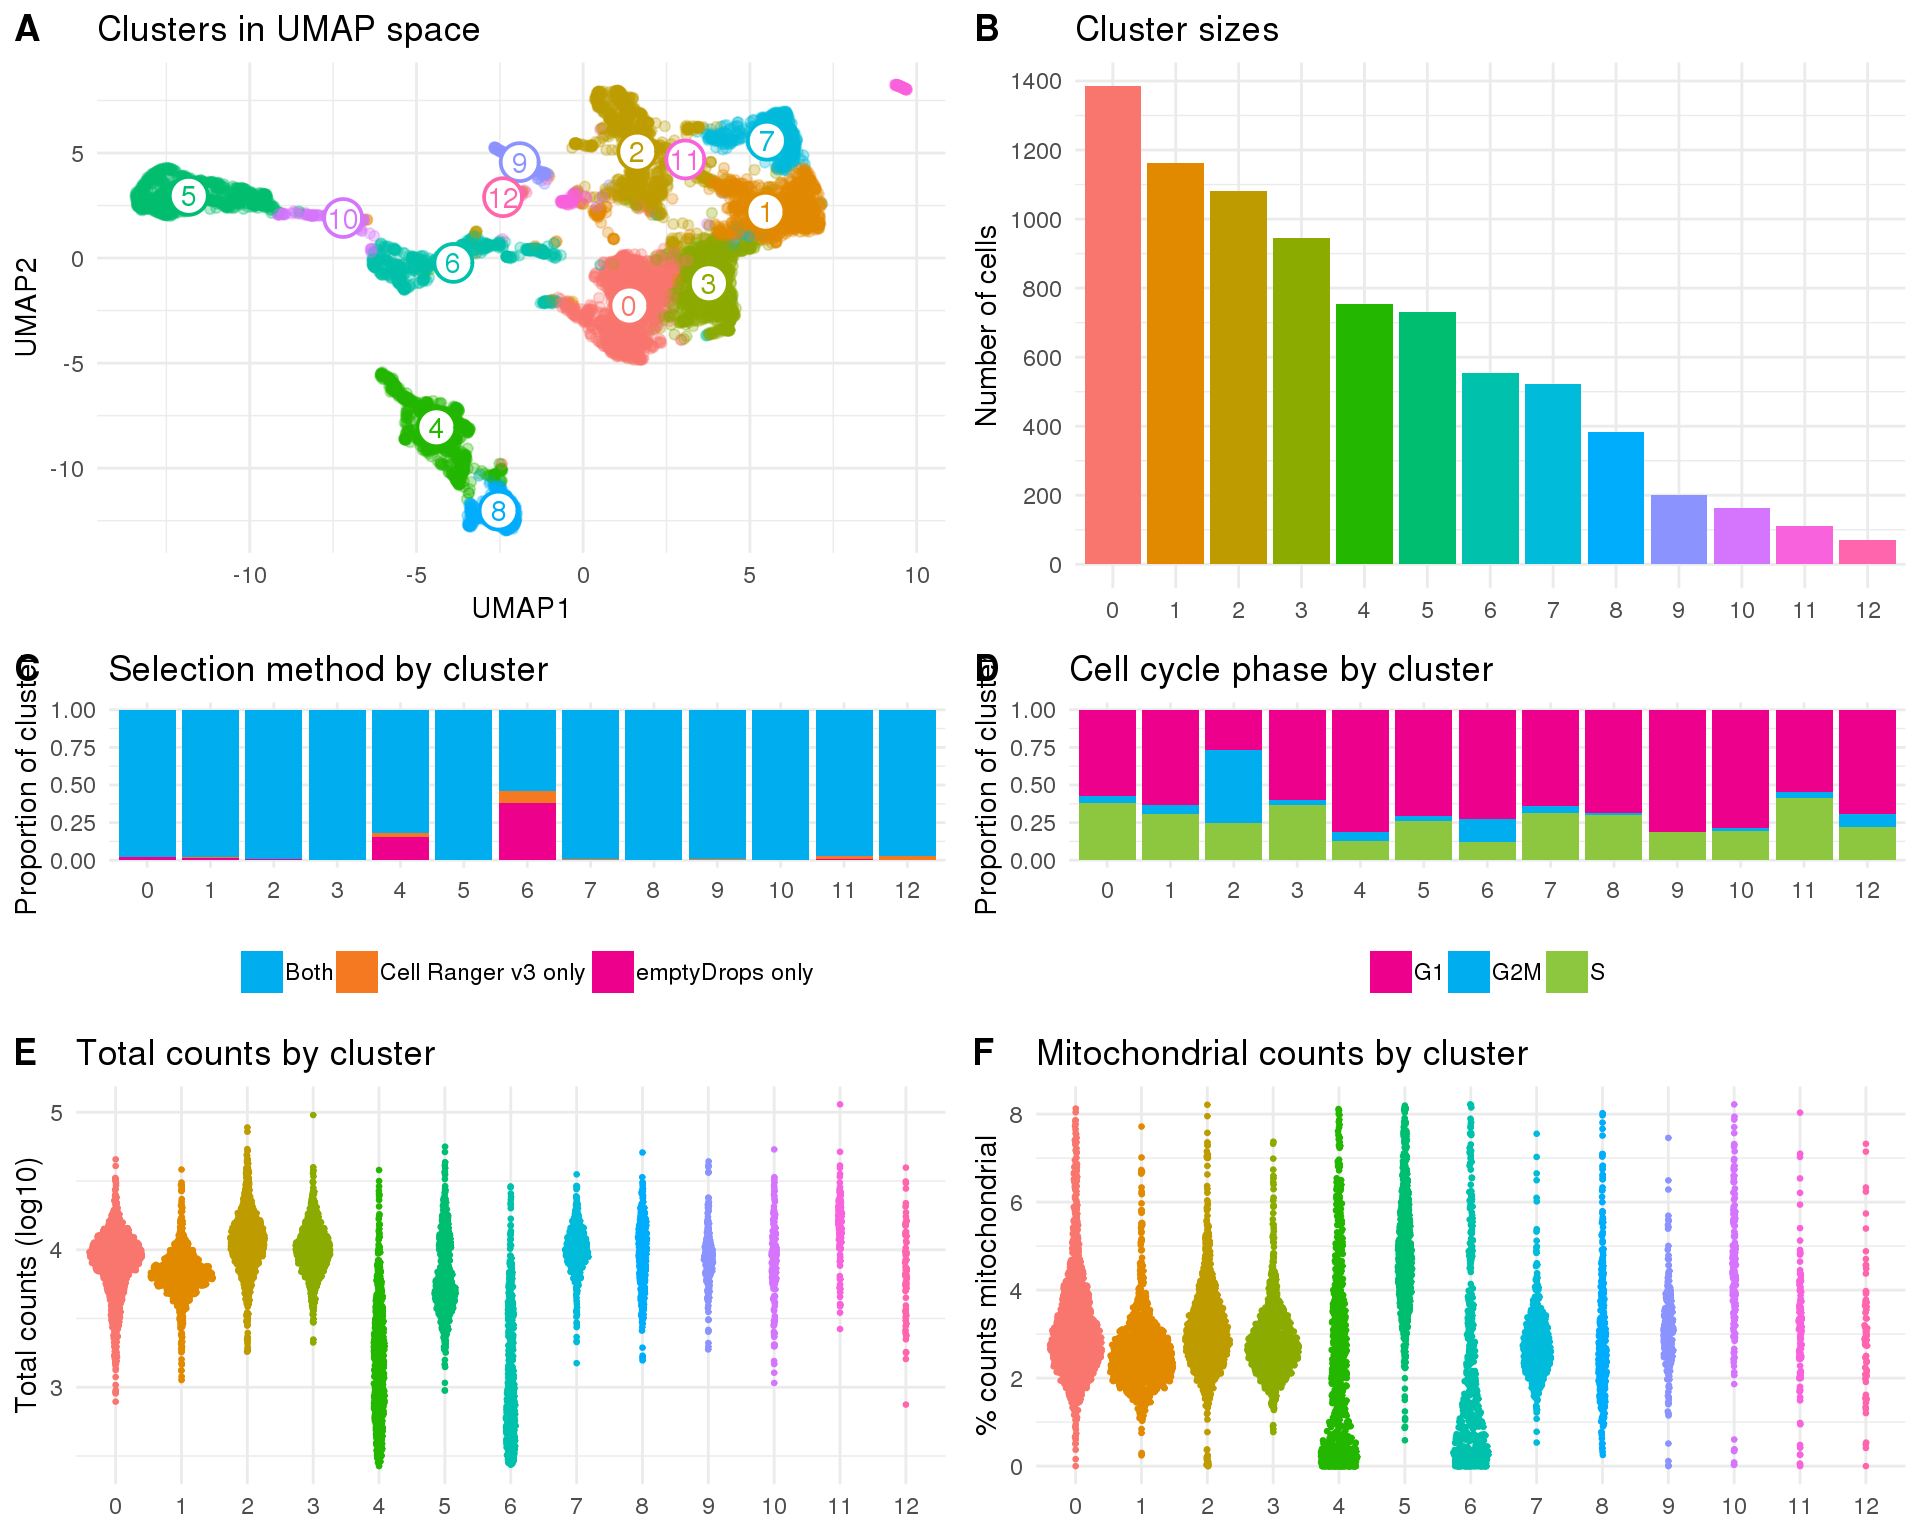 A Clusters in UMAP space
UMAP2
5
0
-5
-10
-10 -5 0 5 10
UMAP1
0
1
2
3
4
5
6
7
8
9
10
11
12
B Cluster sizes
Number of cells
1400
1200
1000
800
600
400
200
0
0 1 2 3 4 5 6 7 8 9 10 11 12
C Selection method by cluster
Proportion of cluster
1.00
0.75
0.50
0.25
0.00
0 1 2 3 4 5 6 7 8 9 10 11 12
Both Cell Ranger v3 only emptyDrops only
D Cell cycle phase by cluster
Proportion of cluster
1.00
0.75
0.50
0.25
0.00
0 1 2 3 4 5 6 7 8 9 10 11 12
G1 G2M S
E Total counts by cluster
Total counts (log10)
5
4
3
0 1 2 3 4 5 6 7 8 9 10 11 12
F Mitochondrial counts by cluster
% counts mitochondrial
8
6
4
2
0
0 1 2 3 4 5 6 7 8 9 10 11 12